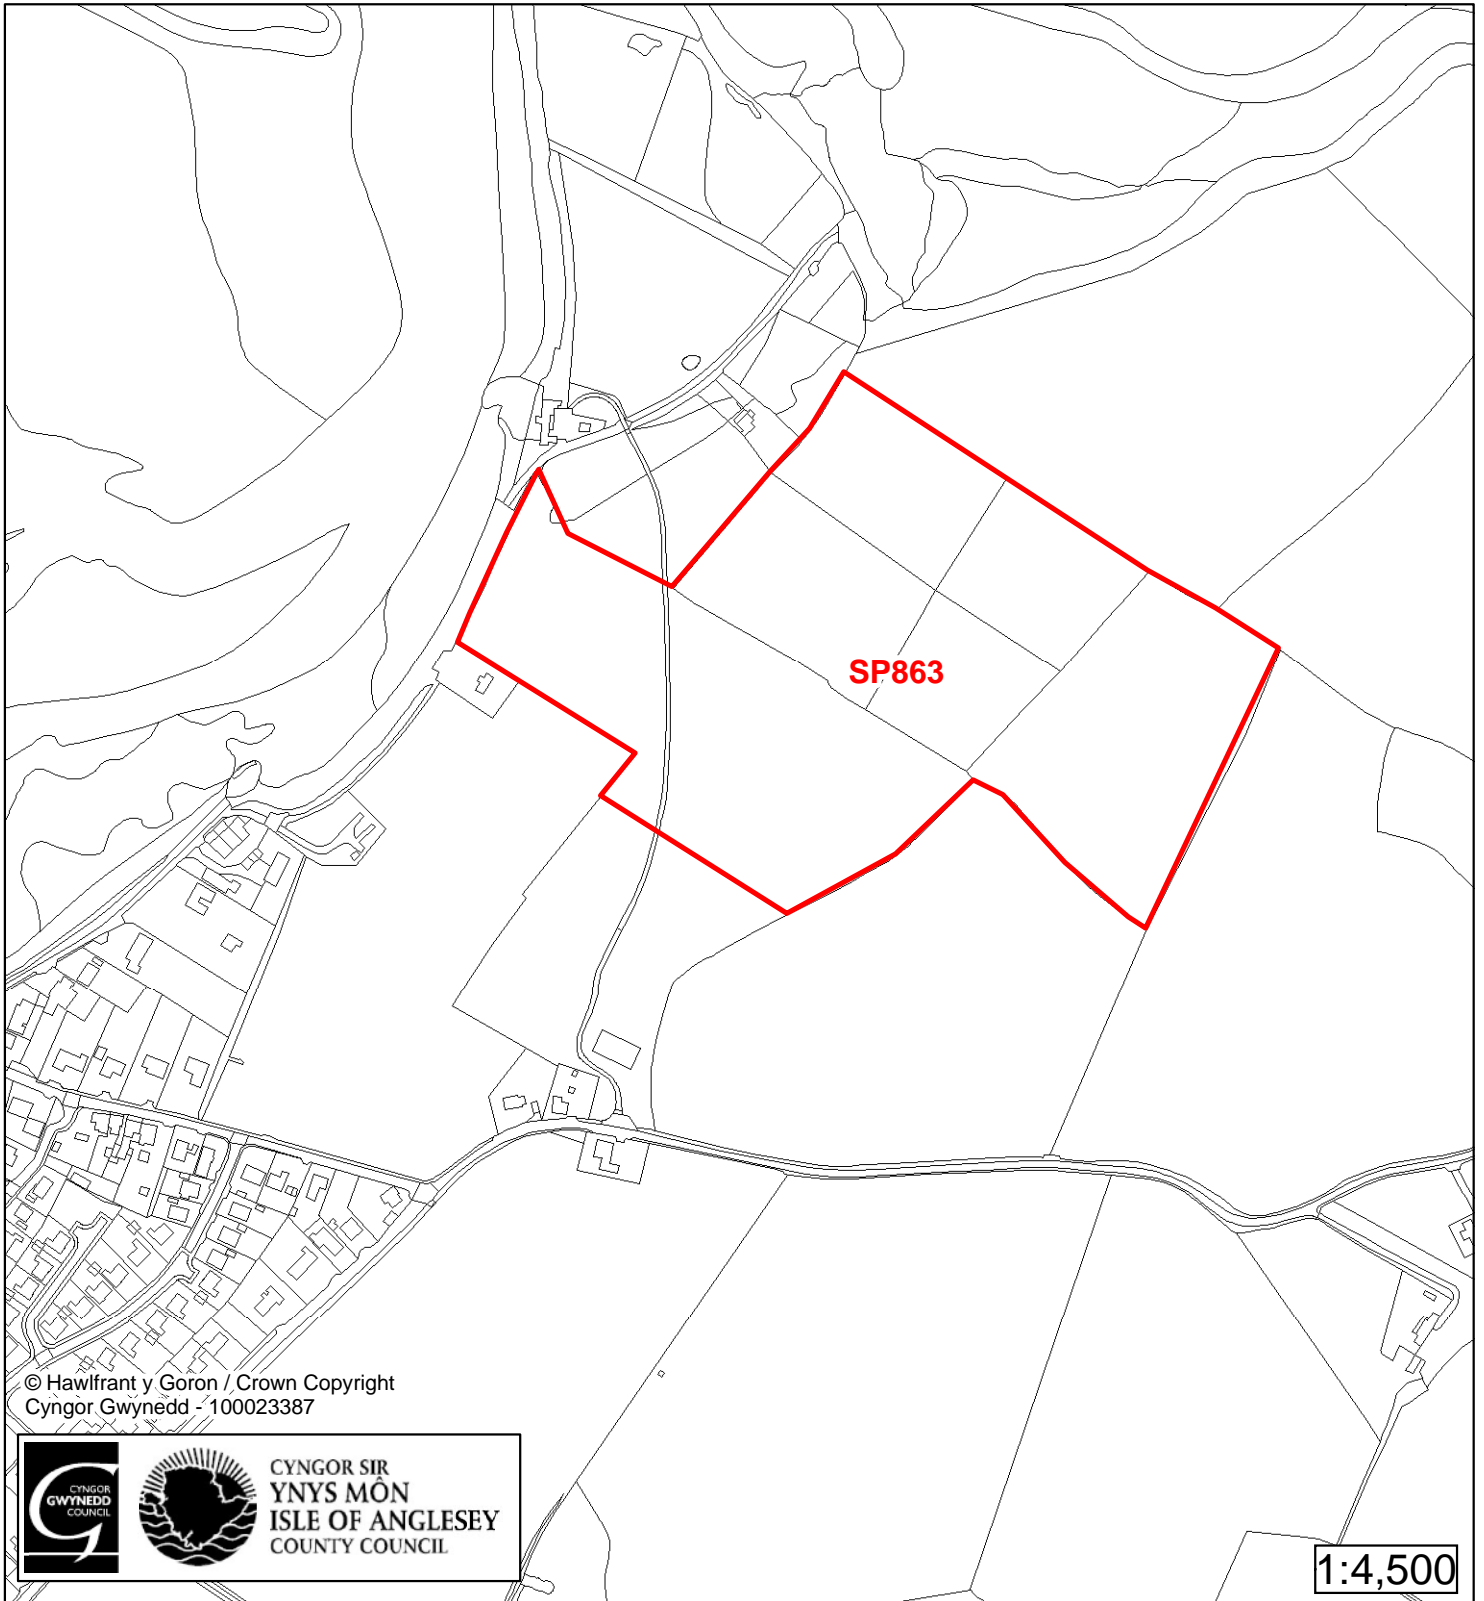 SP863
© Hawlfrant y Goron / Crown Copyright
Cyngor Gwynedd - 100023387
CYNGOR
GWYNEDD
COUNCIL
CYNGOR SIR
YNYS MÔN
ISLE OF ANGLESEY
COUNTY COUNCIL
1:4,500